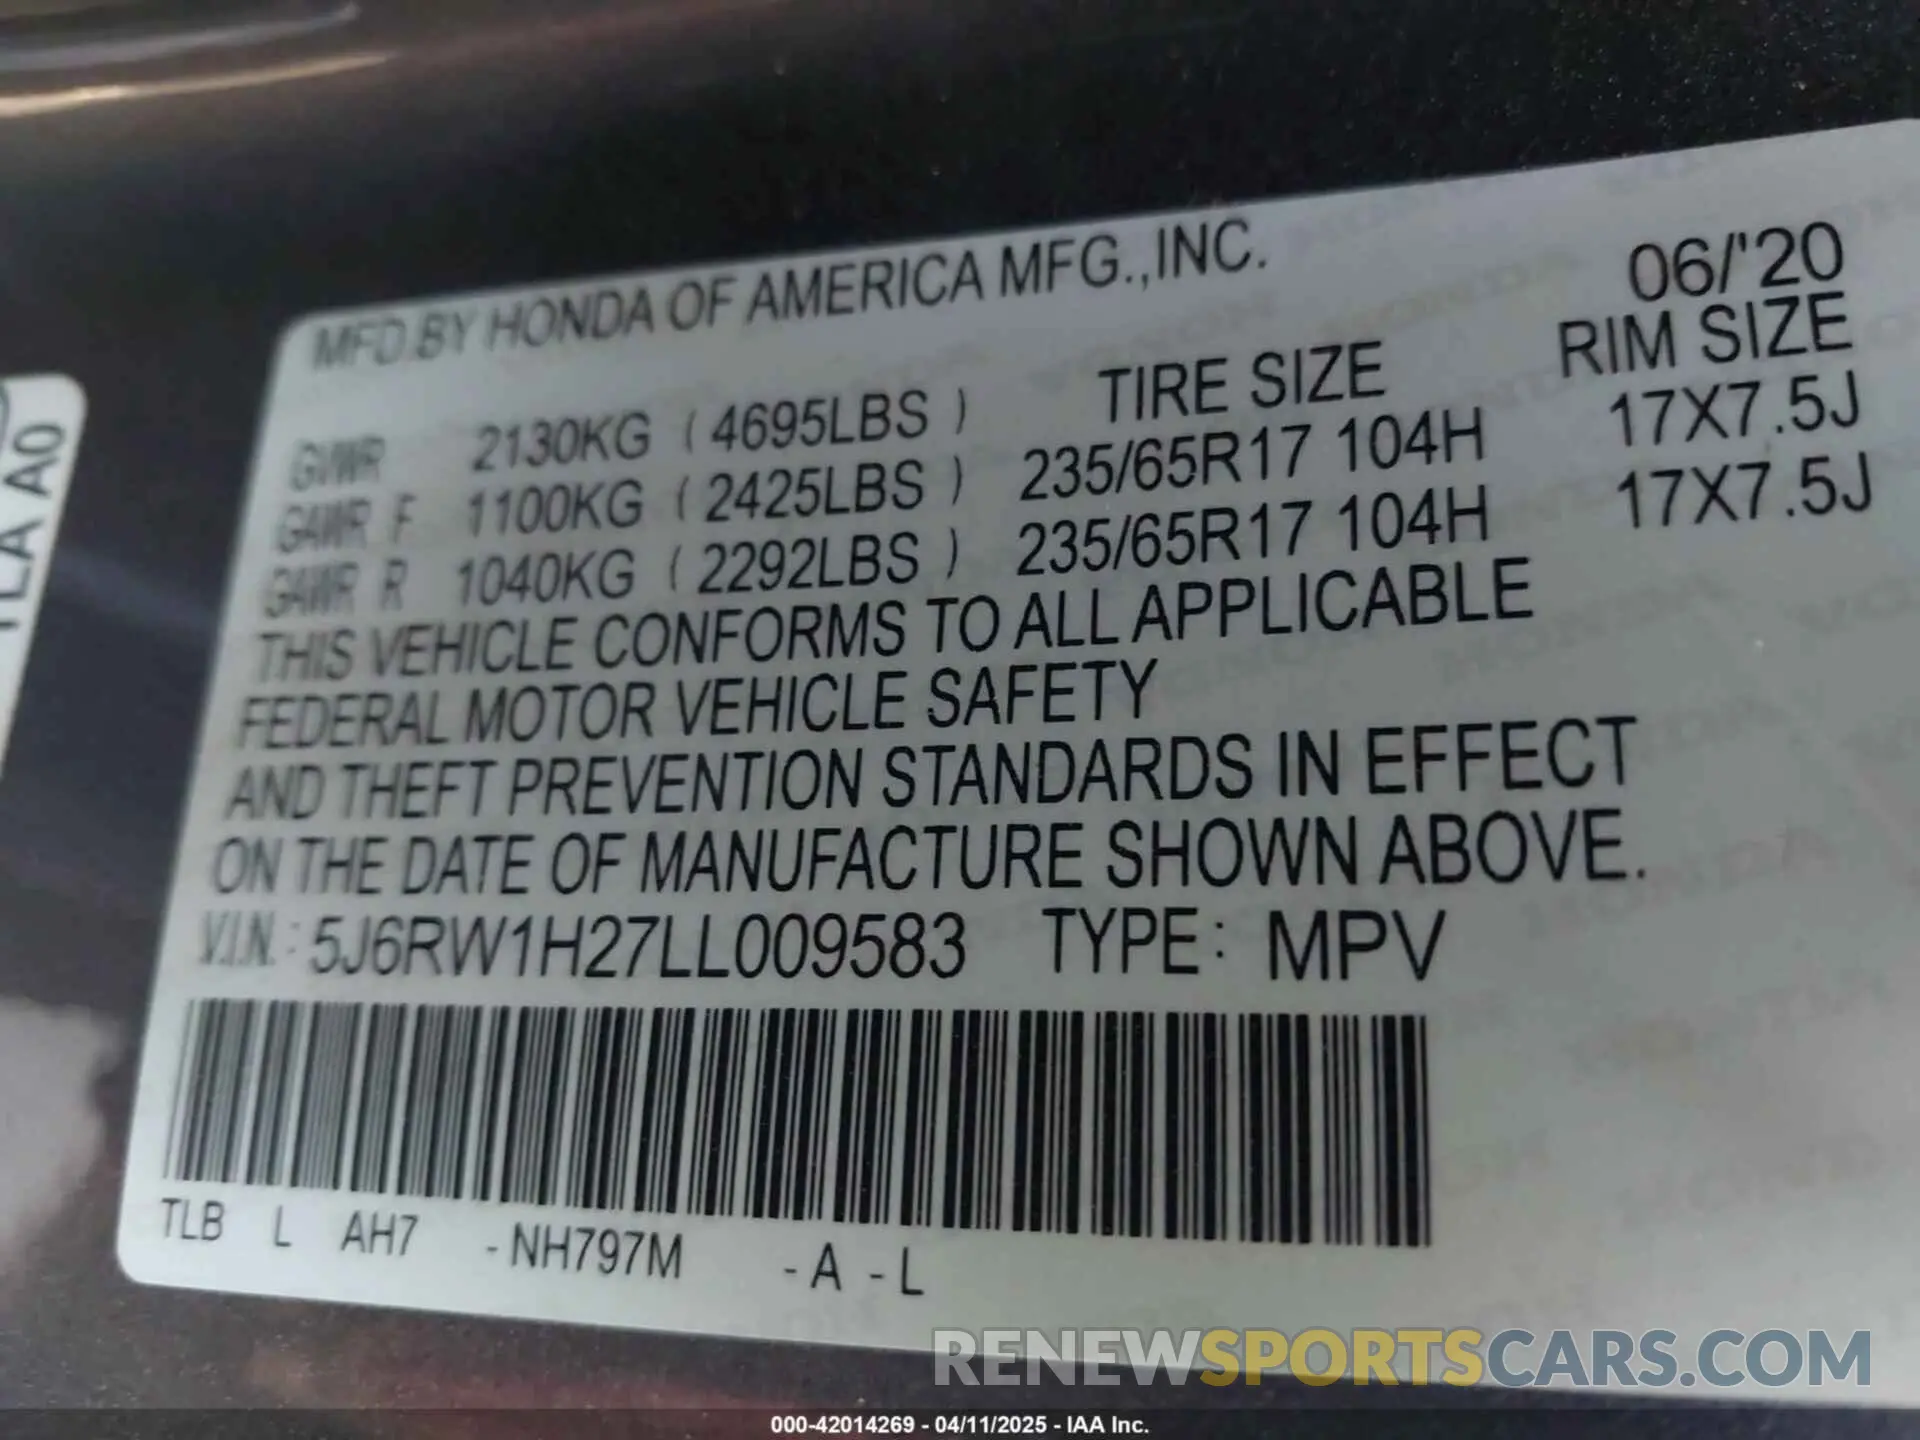 MFD.BY HONDA OF AMERICA MFG.,INC. 06/'20
TIRE SIZE RIM SIZE
GVWR 2130KG ( 4695LBS )
GAWR F 1100KG ( 2425LBS ) 235/65R17 104H 17X7.5J
GAWR R 1040KG ( 2292LBS ) 235/65R17 104H 17X7.5J
THIS VEHICLE CONFORMS TO ALL APPLICABLE
FEDERAL MOTOR VEHICLE SAFETY
AND THEFT PREVENTION STANDARDS IN EFFECT
ON THE DATE OF MANUFACTURE SHOWN ABOVE.
V.I.N.: 5J6RW1H27LL009583 TYPE: MPV
TLB L AH7 -NH797M -A -L
TLA A0
RENEWSPORTSCARS.COM
000-42014269 - 04/11/2025 - IAA Inc.